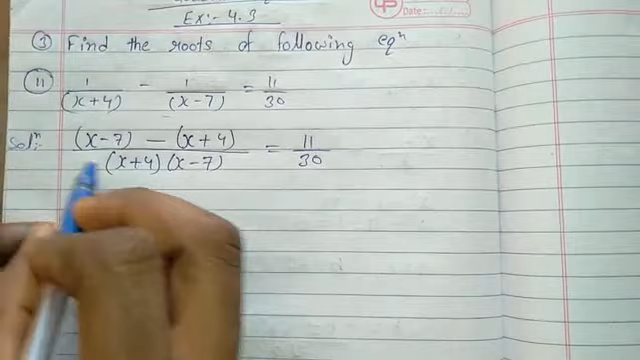 Ex:- 4.3
Date:
③ Find the roots of following eqⁿ
(ii) 1/(x+4) - 1/(x-7) = 11/30
Solⁿ:- (x-7) - (x+4)/(x+4)(x-7) = 11/30